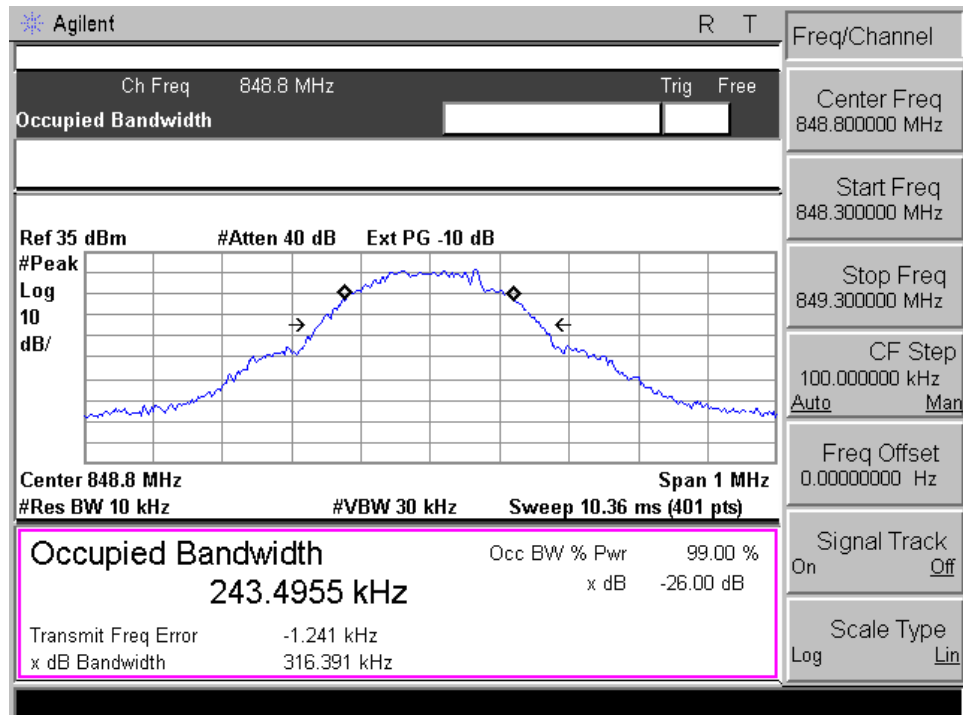 Agilent R T
Ch Freq 848.8 MHz Trig Free
Occupied Bandwidth
Ref 35 dBm #Atten 40 dB Ext PG -10 dB
#Peak
Log
10
dB/
Center 848.8 MHz Span 1 MHz
#Res BW 10 kHz #VBW 30 kHz Sweep 10.36 ms (401 pts)
Occupied Bandwidth Occ BW % Pwr 99.00 %
243.4955 kHz x dB -26.00 dB
Transmit Freq Error -1.241 kHz
x dB Bandwidth 316.391 kHz
Freq/Channel
Center Freq
848.800000 MHz
Start Freq
848.300000 MHz
Stop Freq
849.300000 MHz
CF Step
100.000000 kHz
Auto Man
Freq Offset
0.00000000 Hz
Signal Track
On Off
Scale Type
Log Lin